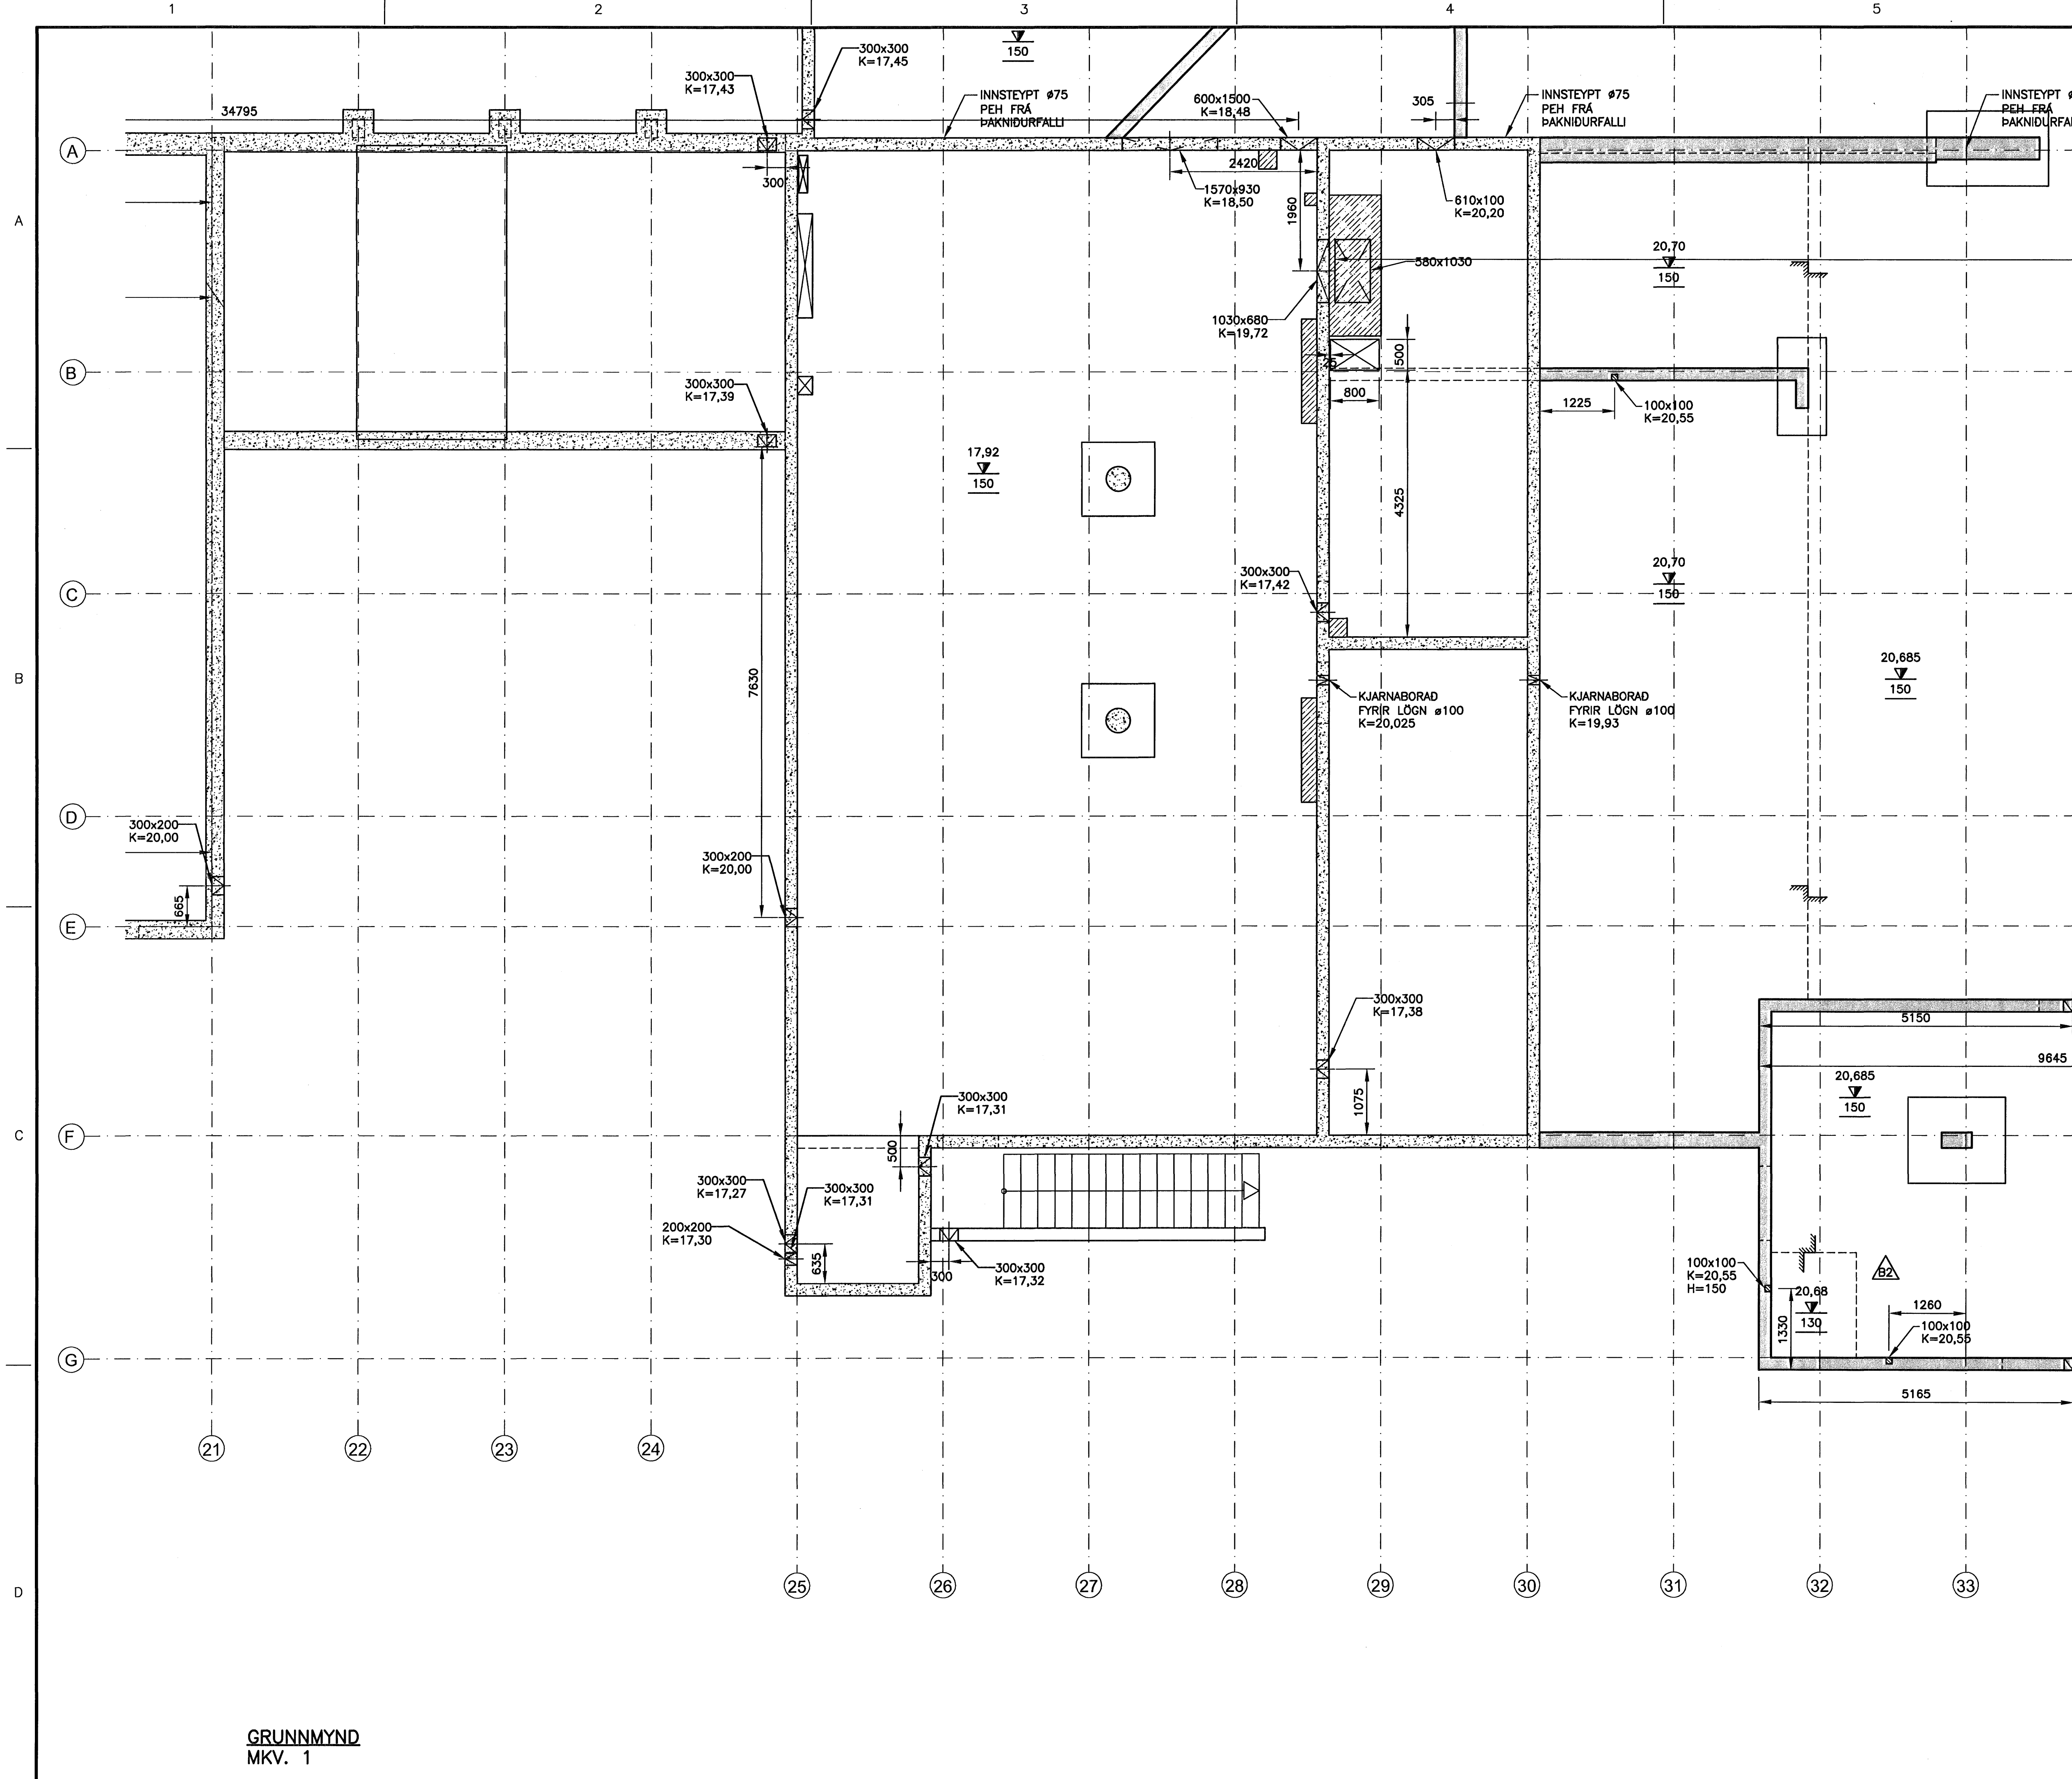 1
2
3
4
5
A
B
C
D
150
300x300
K=17,45
300x300
K=17,43
34795
INNSTEYPT ø75
PEH FRÁ
ÞAKNIÐURFALLI
600x1500
K=18,48
305
INNSTEYPT ø75
PEH FRÁ
ÞAKNIÐURFALLI
INNSTEYPT
PEH FRÁ
A
300
2420
1570x930
K=18,50
1960
610x100
K=20,20
20,70
150
580x1030
1030x680
K=19,72
500
25
B
300x300
K=17,39
800
1225
100x100
K=20,55
17,92
150
4325
C
300x300
K=17,42
20,70
150
7630
20,685
150
KJARNABORAÐ
FYRIR LÖGN ø100
K=20,025
KJARNABORAÐ
FYRIR LÖGN ø100
K=19,93
D
300x200
K=20,00
300x200
K=20,00
665
E
300x300
K=17,38
5150
9645
20,685
150
1075
300x300
K=17,31
F
500
300x300
K=17,27
300x300
K=17,31
200x200
K=17,30
635
300
300x300
K=17,32
100x100
K=20,55
H=150
B2
20,68
130
1330
1260
100x100
K=20,55
G
5165
21
22
23
24
25
26
27
28
29
30
31
32
33
GRUNNMYND
MKV. 1